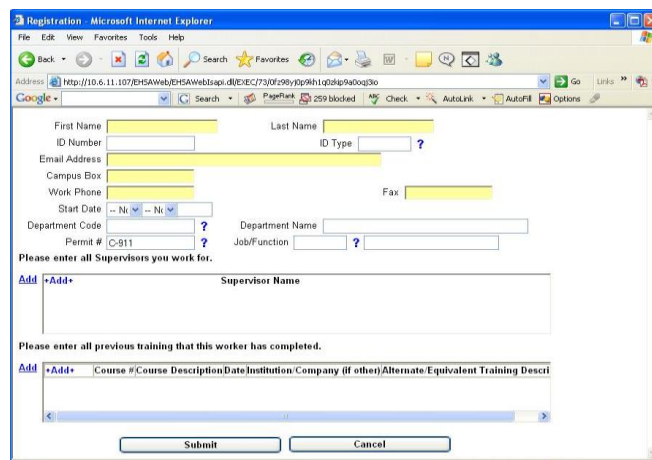 Registration - Microsoft Internet Explorer
File Edit View Favorites Tools Help
Back Search Favorites
Address http://10.6.11.107/EHSAWeb/EHSAWebIsapi.dll/EXEC/73/0fz98yj0p9kh1q0zkip9a0oqj3io Go Links »
Google Search PageRank 259 blocked ABC Check AutoLink AutoFill Options
First Name Last Name
ID Number ID Type ?
Email Address
Campus Box
Work Phone Fax
Start Date -- Nc -- Nc
Department Code ? Department Name
Permit # C-911 ? Job/Function ?
Please enter all Supervisors you work for.
Add +Add+ Supervisor Name
Please enter all previous training that this worker has completed.
Add +Add+ Course # Course Description Date Institution/Company (if other) Alternate/Equivalent Training Descri
Submit Cancel